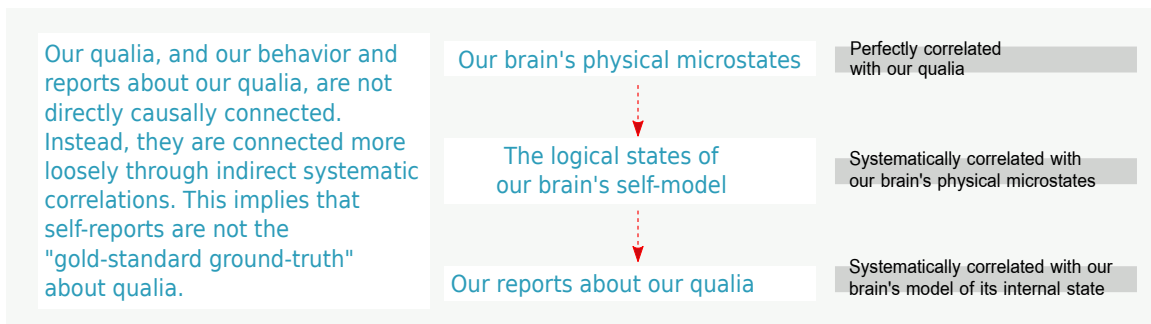 Our qualia, and our behavior and
reports about our qualia, are not
directly causally connected.
Instead, they are connected more
loosely through indirect systematic
correlations. This implies that
self-reports are not the
"gold-standard ground-truth"
about qualia.
Our brain's physical microstates
Perfectly correlated
with our qualia
The logical states of
our brain's self-model
Systematically correlated with
our brain's physical microstates
Our reports about our qualia
Systematically correlated with our
brain's model of its internal state